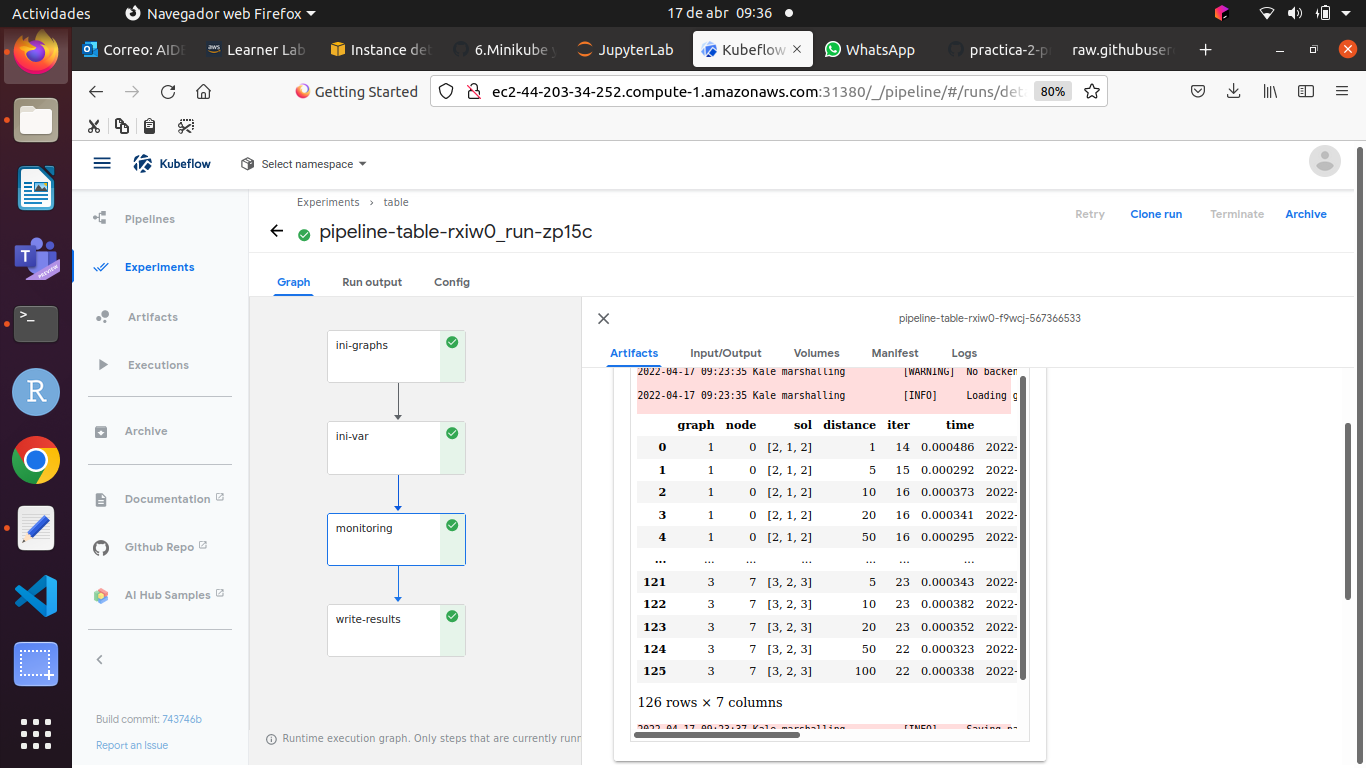 Actividades
Navegador web Firefox
17 de abr 09:36
Correo: AIDE
Learner Lab
Instance det
6.Minikube y
JupyterLab
Kubeflow
WhatsApp
practica-2-p
raw.githubuser
Getting Started
ec2-44-203-34-252.compute-1.amazonaws.com:31380/_/pipeline/#/runs/det
80%
Kubeflow
Select namespace
Pipelines
Experiments
Artifacts
Executions
Archive
Documentation
Github Repo
AI Hub Samples
Build commit: 743746b
Report an Issue
Experiments › table
pipeline-table-rxiw0_run-zp15c
Retry
Clone run
Terminate
Archive
Graph
Run output
Config
ini-graphs
ini-var
monitoring
write-results
Runtime execution graph. Only steps that are currently runn
pipeline-table-rxiw0-f9wcj-567366533
Artifacts
Input/Output
Volumes
Manifest
Logs
2022-04-17 09:23:35 Kale marshalling [WARNING] No backen
2022-04-17 09:23:35 Kale marshalling [INFO] Loading g
graph node sol distance iter time
0 1 0 [2, 1, 2] 1 14 0.000486 2022-
1 1 0 [2, 1, 2] 5 15 0.000292 2022-
2 1 0 [2, 1, 2] 10 16 0.000373 2022-
3 1 0 [2, 1, 2] 20 16 0.000341 2022-
4 1 0 [2, 1, 2] 50 16 0.000295 2022-
... ... ... ... ... ... ...
121 3 7 [3, 2, 3] 5 23 0.000343 2022-
122 3 7 [3, 2, 3] 10 23 0.000382 2022-
123 3 7 [3, 2, 3] 20 23 0.000352 2022-
124 3 7 [3, 2, 3] 50 22 0.000323 2022-
125 3 7 [3, 2, 3] 100 22 0.000338 2022-
126 rows × 7 columns
2022-04-17 09:23:37 Kale marshalling [INFO] Saving pa